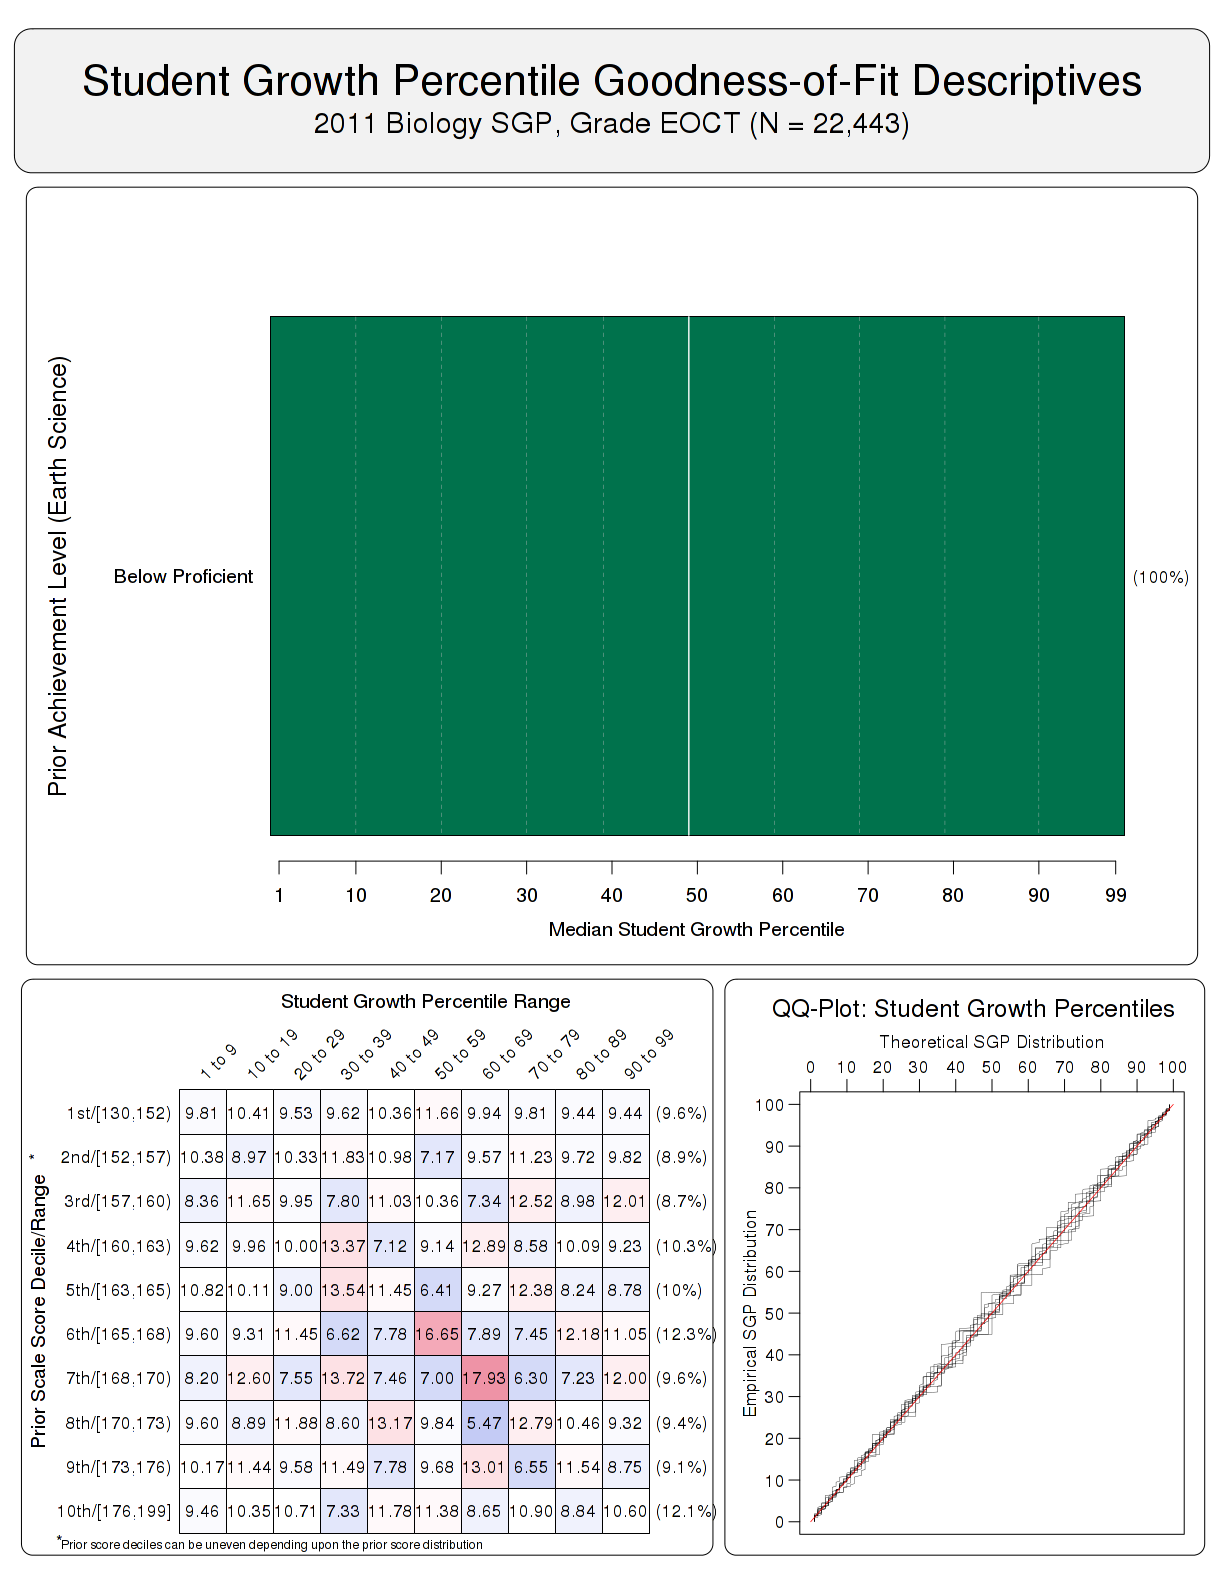 Student Growth Percentile Goodness-of-Fit Descriptives
2011 Biology SGP, Grade EOCT (N = 22,443)
Prior Achievement Level (Earth Science)
Below Proficient
(100%)
1 10 20 30 40 50 60 70 80 90 99
Median Student Growth Percentile
Student Growth Percentile Range
1 to 9 10 to 19 20 to 29 30 to 39 40 to 49 50 to 59 60 to 69 70 to 79 80 to 89 90 to 99
Prior Scale Score Decile/Range *
1st/[130,152) 9.81 10.41 9.53 9.62 10.36 11.66 9.94 9.81 9.44 9.44 (9.6%)
2nd/[152,157) 10.38 8.97 10.33 11.83 10.98 7.17 9.57 11.23 9.72 9.82 (8.9%)
3rd/[157,160) 8.36 11.65 9.95 7.80 11.03 10.36 7.34 12.52 8.98 12.01 (8.7%)
4th/[160,163) 9.62 9.96 10.00 13.37 7.12 9.14 12.89 8.58 10.09 9.23 (10.3%)
5th/[163,165) 10.82 10.11 9.00 13.54 11.45 6.41 9.27 12.38 8.24 8.78 (10%)
6th/[165,168) 9.60 9.31 11.45 6.62 7.78 16.65 7.89 7.45 12.18 11.05 (12.3%)
7th/[168,170) 8.20 12.60 7.55 13.72 7.46 7.00 17.93 6.30 7.23 12.00 (9.6%)
8th/[170,173) 9.60 8.89 11.88 8.60 13.17 9.84 5.47 12.79 10.46 9.32 (9.4%)
9th/[173,176) 10.17 11.44 9.58 11.49 7.78 9.68 13.01 6.55 11.54 8.75 (9.1%)
10th/[176,199] 9.46 10.35 10.71 7.33 11.78 11.38 8.65 10.90 8.84 10.60 (12.1%)
*Prior score deciles can be uneven depending upon the prior score distribution
QQ-Plot: Student Growth Percentiles
Theoretical SGP Distribution
0 10 20 30 40 50 60 70 80 90 100
Empirical SGP Distribution
100
90
80
70
60
50
40
30
20
10
0